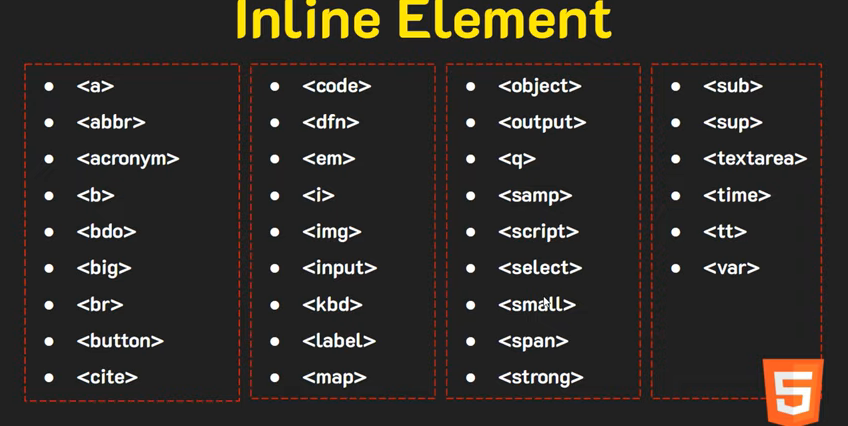 Inline Element
<a>
<abbr>
<acronym>
<b>
<bdo>
<big>
<br>
<button>
<cite>
<code>
<dfn>
<em>
<i>
<img>
<input>
<kbd>
<label>
<map>
<object>
<output>
<q>
<samp>
<script>
<select>
<small>
<span>
<strong>
<sub>
<sup>
<textarea>
<time>
<tt>
<var>
5